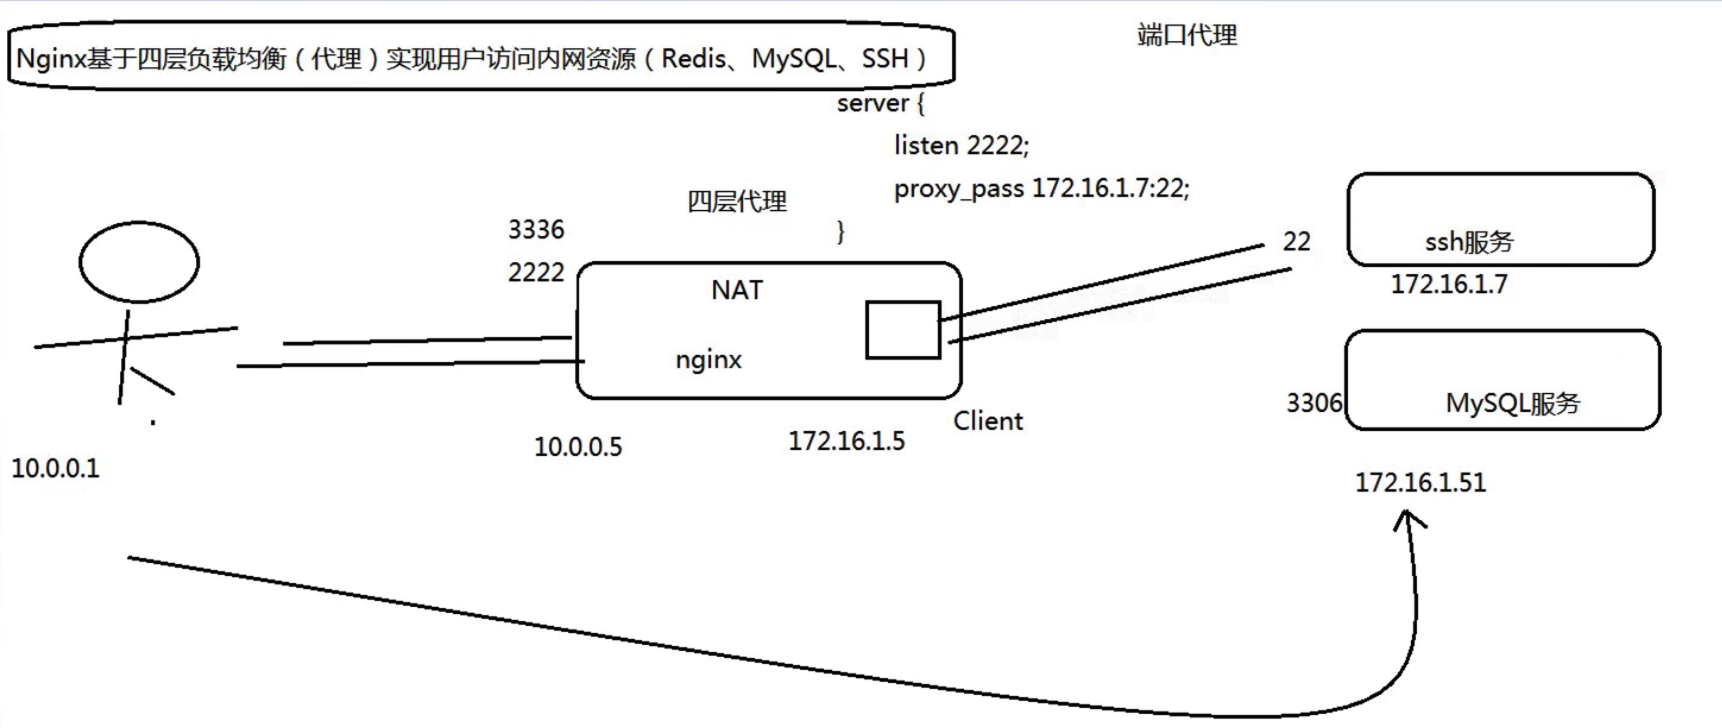 端口代理
Nginx基于四层负载均衡（代理）实现用户访问内网资源（Redis、MySQL、SSH）
server {
listen 2222;
proxy_pass 172.16.1.7:22;
}
四层代理
3336
2222
NAT
nginx
22
ssh服务
172.16.1.7
3306
MySQL服务
Client
10.0.0.5
172.16.1.5
10.0.0.1
172.16.1.51